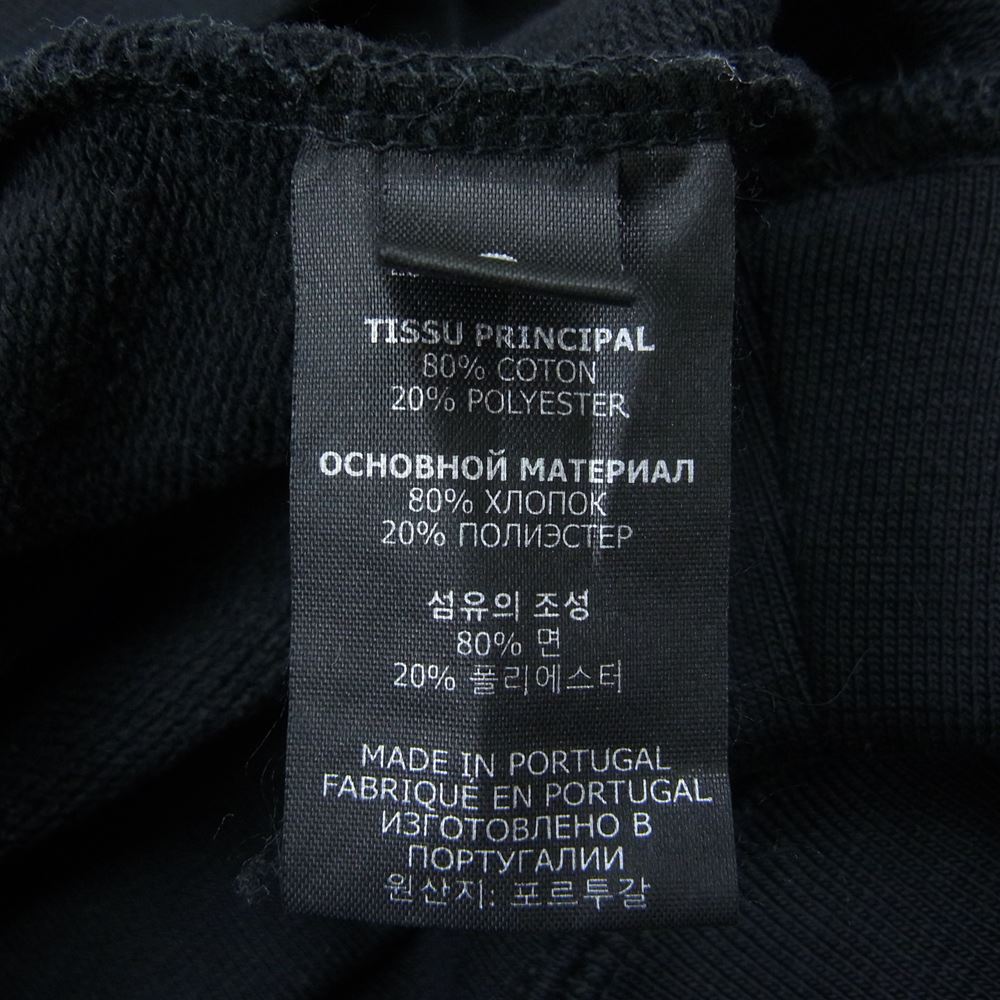 TISSU PRINCIPAL
80% COTON
20% POLYESTER
ОСНОВНОЙ МАТЕРИАЛ
80% ХЛОПОК
20% ПОЛИЭСТЕР
섬유의 조성
80% 면
20% 폴리에스터
MADE IN PORTUGAL
FABRIQUÉ EN PORTUGAL
ИЗГОТОВЛЕНО В
ПОРТУГАЛИИ
원산지: 포르투갈